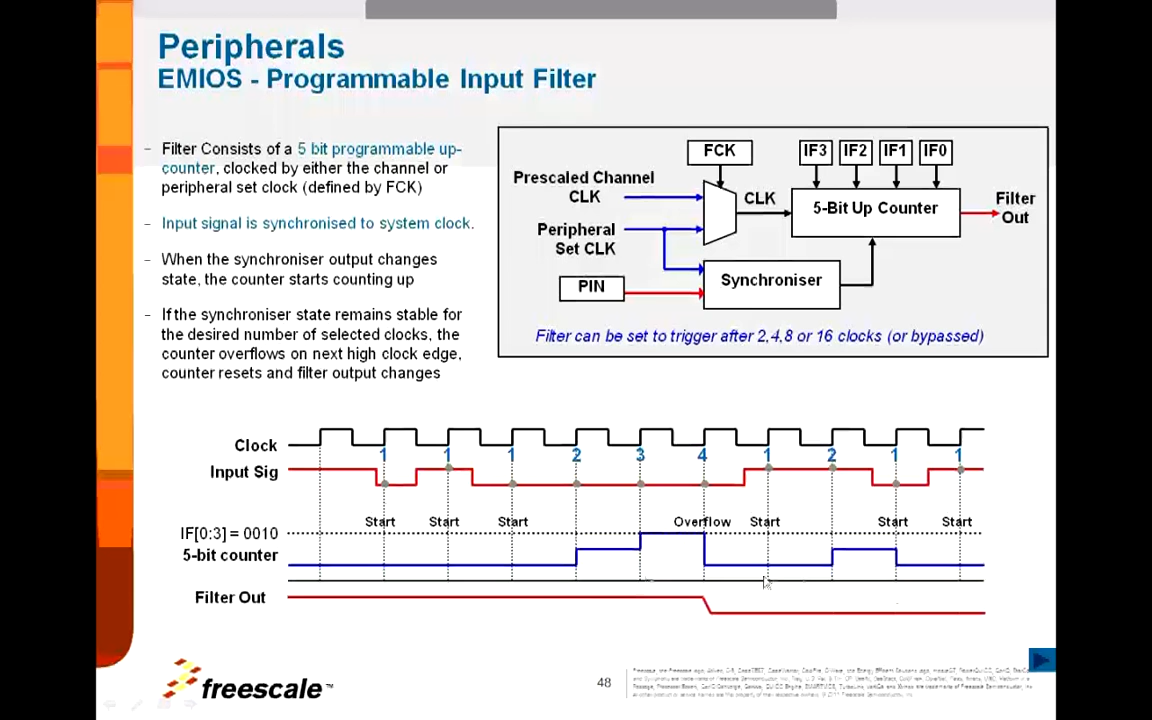 Peripherals
EMIOS - Programmable Input Filter
– Filter Consists of a 5 bit programmable up-
counter, clocked by either the channel or
peripheral set clock (defined by FCK)
– Input signal is synchronised to system clock.
– When the synchroniser output changes
state, the counter starts counting up
– If the synchroniser state remains stable for
the desired number of selected clocks, the
counter overflows on next high clock edge,
counter resets and filter output changes
FCK IF3 IF2 IF1 IF0
Prescaled Channel
CLK
CLK
5-Bit Up Counter
Filter
Out
Peripheral
Set CLK
PIN
Synchroniser
Filter can be set to trigger after 2,4,8 or 16 clocks (or bypassed)
Clock
1 1 1 2 3 4 1 2 1 1
Input Sig
Start Start Start Overflow Start Start Start
IF[0:3] = 0010
5-bit counter
Filter Out
freescale™
48